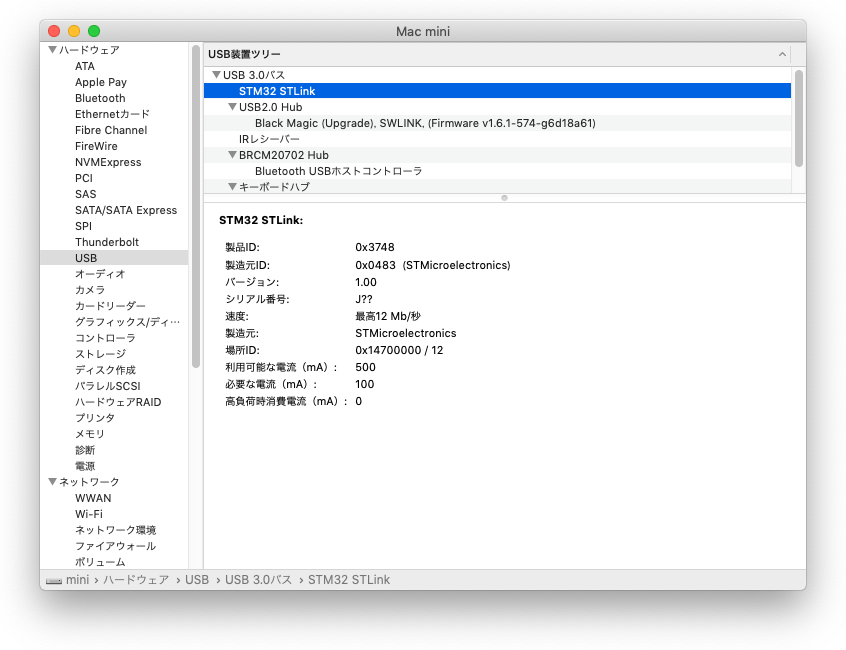 Mac mini
ハードウェア
ATA
Apple Pay
Bluetooth
Ethernetカード
Fibre Channel
FireWire
NVMExpress
PCI
SAS
SATA/SATA Express
SPI
Thunderbolt
USB
オーディオ
カメラ
カードリーダー
グラフィックス/ディ…
コントローラ
ストレージ
ディスク作成
パラレルSCSI
ハードウェアRAID
プリンタ
メモリ
診断
電源
ネットワーク
WWAN
Wi-Fi
ネットワーク環境
ファイアウォール
ボリューム
USB装置ツリー
USB 3.0バス
STM32 STLink
USB2.0 Hub
Black Magic (Upgrade), SWLINK, (Firmware v1.6.1-574-g6d18a61)
IRレシーバー
BRCM20702 Hub
Bluetooth USBホストコントローラ
キーボードハブ
STM32 STLink:
製品ID: 0x3748
製造元ID: 0x0483 (STMicroelectronics)
バージョン: 1.00
シリアル番号: J??
速度: 最高12 Mb/秒
製造元: STMicroelectronics
場所ID: 0x14700000 / 12
利用可能な電流（mA）: 500
必要な電流（mA）: 100
高負荷時消費電流（mA）: 0
mini › ハードウェア › USB › USB 3.0バス › STM32 STLink